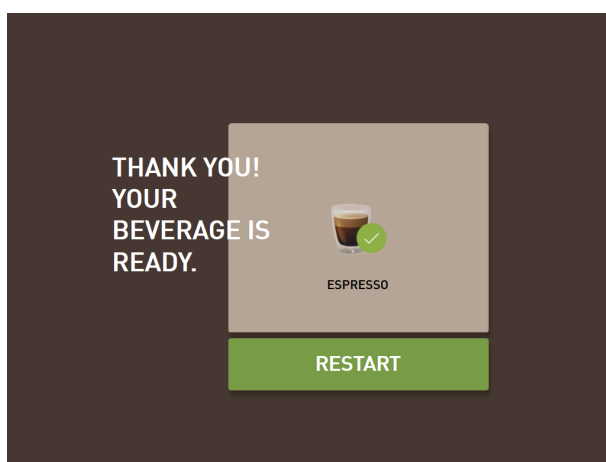 THANK YOU!
YOUR
BEVERAGE IS
READY.
ESPRESSO
RESTART